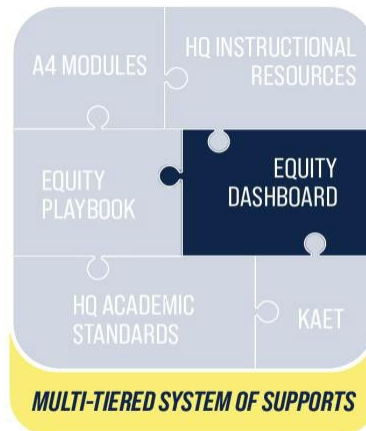 A4 MODULES
HQ INSTRUCTIONAL
RESOURCES
EQUITY
PLAYBOOK
EQUITY
DASHBOARD
HQ ACADEMIC
STANDARDS
KAET
MULTI-TIERED SYSTEM OF SUPPORTS